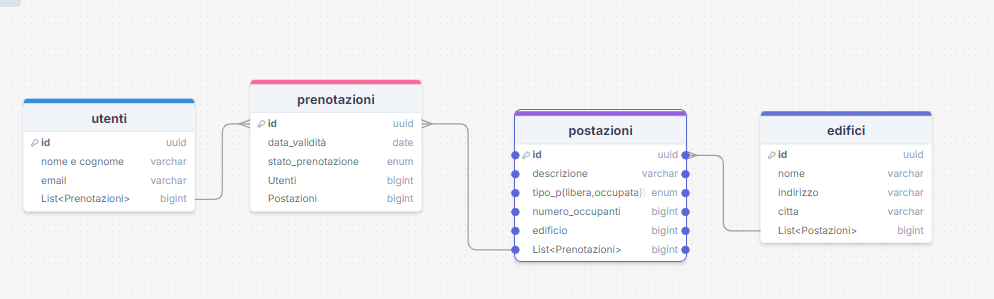 utenti
id uuid
nome e cognome varchar
email varchar
List<Prenotazioni> bigint
prenotazioni
id uuid
data_validità date
stato_prenotazione enum
Utenti bigint
Postazioni bigint
postazioni
id uuid
descrizione varchar
tipo_p(libera,occupata)) enum
numero_occupanti bigint
edificio bigint
List<Prenotazioni> bigint
edifici
id uuid
nome varchar
indirizzo varchar
citta varchar
List<Postazioni> bigint